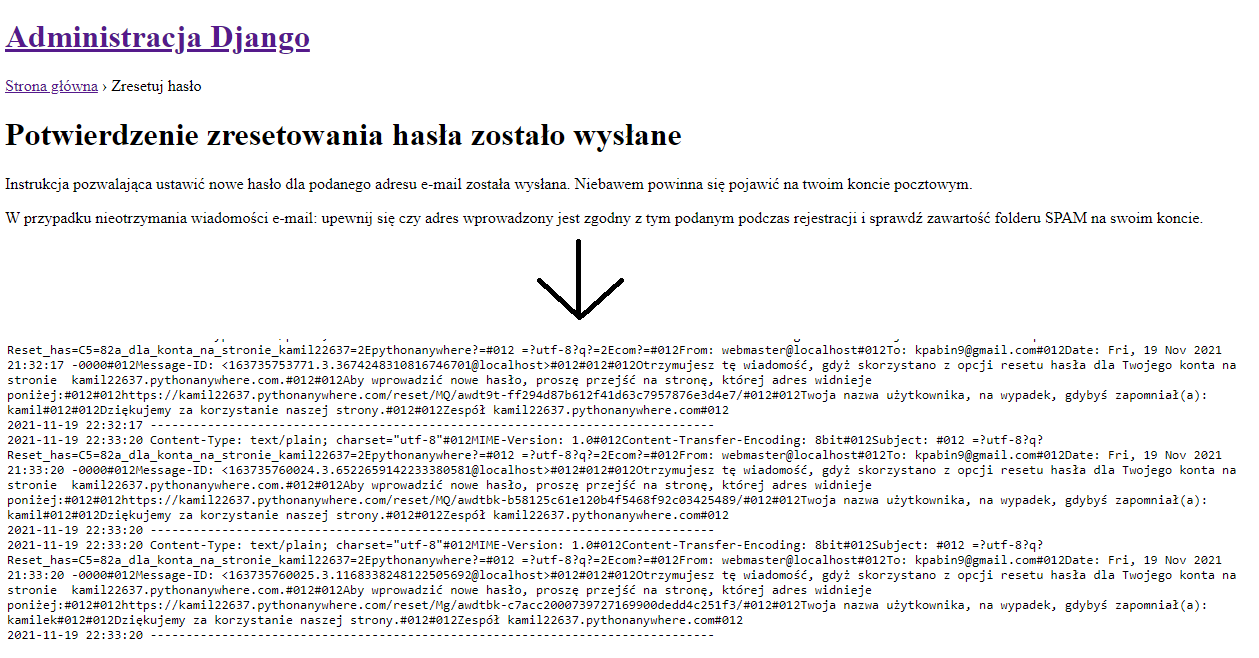 Administracja Django
Strona główna › Zresetuj hasło
Potwierdzenie zresetowania hasła zostało wysłane
Instrukcja pozwalająca ustawić nowe hasło dla podanego adresu e-mail została wysłana. Niebawem powinna się pojawić na twoim koncie pocztowym.
W przypadku nieotrzymania wiadomości e-mail: upewnij się czy adres wprowadzony jest zgodny z tym podanym podczas rejestracji i sprawdź zawartość folderu SPAM na swoim koncie.
Reset_has=C5=82a_dla_konta_na_stronie_kamil22637=2Epythonanywhere?=#012 =?utf-8?q?=2Ecom?=#012From: webmaster@localhost#012To: kpabin9@gmail.com#012Date: Fri, 19 Nov 2021
21:32:17 -0000#012Message-ID: <163735753771.3.3674248310816746701@localhost>#012#012#012Otrzymujesz tę wiadomość, gdyż skorzystano z opcji resetu hasła dla Twojego konta na
stronie  kamil22637.pythonanywhere.com.#012#012Aby wprowadzić nowe hasło, proszę przejść na stronę, której adres widnieje
poniżej:#012#012https://kamil22637.pythonanywhere.com/reset/MQ/awdt9t-ff294d87b612f41d63c7957876e3d4e7/#012#012Twoja nazwa użytkownika, na wypadek, gdybyś zapomniał(a):
kamil#012#012Dziękujemy za korzystanie naszej strony.#012#012Zespół kamil22637.pythonanywhere.com#012
2021-11-19 22:32:17 -------------------------------------------------------------------------------
2021-11-19 22:33:20 Content-Type: text/plain; charset="utf-8"#012MIME-Version: 1.0#012Content-Transfer-Encoding: 8bit#012Subject: #012 =?utf-8?q?
Reset_has=C5=82a_dla_konta_na_stronie_kamil22637=2Epythonanywhere?=#012 =?utf-8?q?=2Ecom?=#012From: webmaster@localhost#012To: kpabin9@gmail.com#012Date: Fri, 19 Nov 2021
21:33:20 -0000#012Message-ID: <163735760024.3.6522659142233380581@localhost>#012#012#012Otrzymujesz tę wiadomość, gdyż skorzystano z opcji resetu hasła dla Twojego konta na
stronie  kamil22637.pythonanywhere.com.#012#012Aby wprowadzić nowe hasło, proszę przejść na stronę, której adres widnieje
poniżej:#012#012https://kamil22637.pythonanywhere.com/reset/MQ/awdtbk-b58125c61e120b4f5468f92c03425489/#012#012Twoja nazwa użytkownika, na wypadek, gdybyś zapomniał(a):
kamil#012#012Dziękujemy za korzystanie naszej strony.#012#012Zespół kamil22637.pythonanywhere.com#012
2021-11-19 22:33:20 -------------------------------------------------------------------------------
2021-11-19 22:33:20 Content-Type: text/plain; charset="utf-8"#012MIME-Version: 1.0#012Content-Transfer-Encoding: 8bit#012Subject: #012 =?utf-8?q?
Reset_has=C5=82a_dla_konta_na_stronie_kamil22637=2Epythonanywhere?=#012 =?utf-8?q?=2Ecom?=#012From: webmaster@localhost#012To: kpabin9@gmail.com#012Date: Fri, 19 Nov 2021
21:33:20 -0000#012Message-ID: <163735760025.3.1168338248122505692@localhost>#012#012#012Otrzymujesz tę wiadomość, gdyż skorzystano z opcji resetu hasła dla Twojego konta na
stronie  kamil22637.pythonanywhere.com.#012#012Aby wprowadzić nowe hasło, proszę przejść na stronę, której adres widnieje
poniżej:#012#012https://kamil22637.pythonanywhere.com/reset/Mg/awdtbk-c7acc2000739727169900dedd4c251f3/#012#012Twoja nazwa użytkownika, na wypadek, gdybyś zapomniał(a):
kamilek#012#012Dziękujemy za korzystanie naszej strony.#012#012Zespół kamil22637.pythonanywhere.com#012
2021-11-19 22:33:20 -------------------------------------------------------------------------------